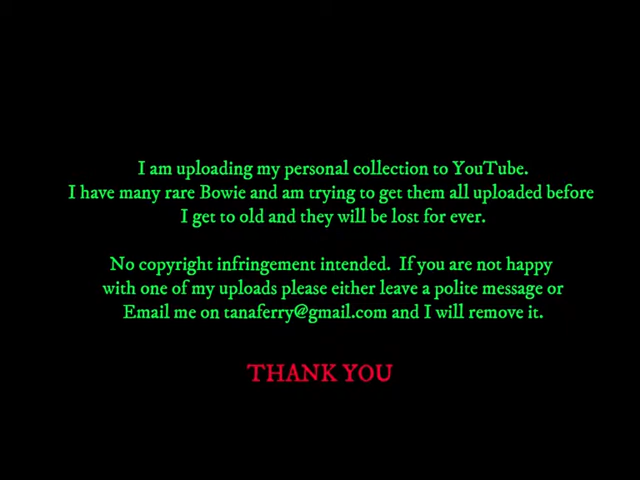 I am uploading my personal collection to YouTube.
I have many rare Bowie and am trying to get them all uploaded before
I get to old and they will be lost for ever.
No copyright infringement intended.  If you are not happy
with one of my uploads please either leave a polite message or
Email me on tanaferry@gmail.com and I will remove it.
THANK YOU